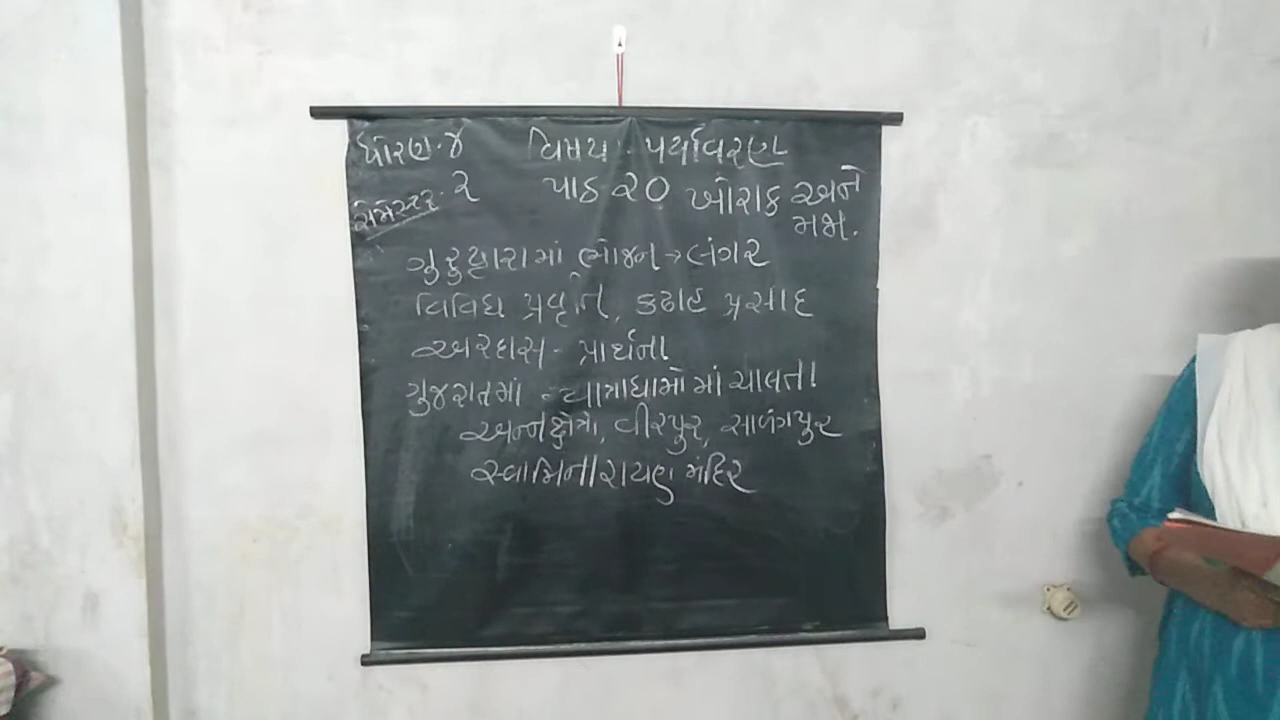 ધોરણ.૪ વિષય : પર્યાવરણ
સેમેસ્ટર. ૨ પાઠ ૨૦ ખોરાક અને
મજા.
ગુરુદ્વારામાં ભોજન → લંગર
વિવિધ પ્રવૃત્તિ, કઢાહ પ્રસાદ
અરદાસ - પ્રાર્થના
ગુજરાતમાં યાત્રાધામોમાં ચાલતા
અન્નક્ષેત્રો, વીરપુર, સાળંગપુર
સ્વામિનારાયણ મંદિર